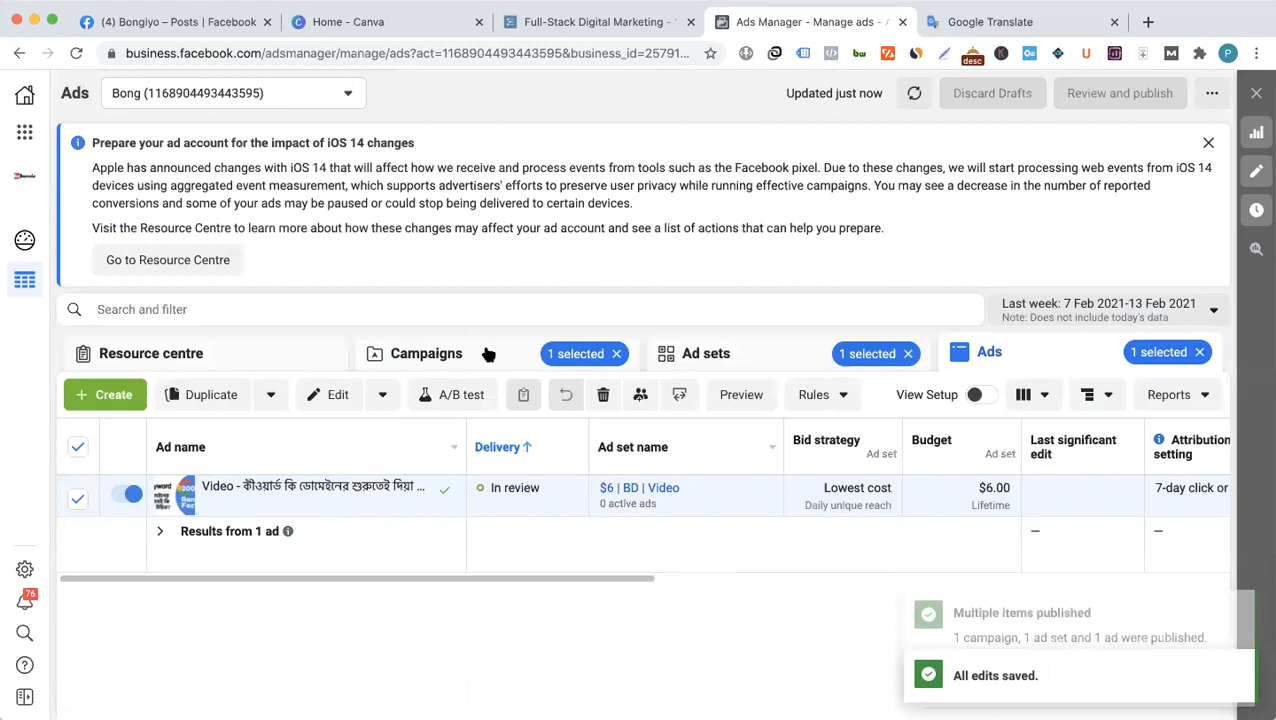 (4) Bongiyo – Posts | Facebook
Home - Canva
Full-Stack Digital Marketing -
Ads Manager - Manage ads -
Google Translate
business.facebook.com/adsmanager/manage/ads?act=1168904493443595&business_id=25791...
desc
P
Ads
Bong (1168904493443595)
Updated just now
Discard Drafts
Review and publish
Prepare your ad account for the impact of iOS 14 changes
Apple has announced changes with iOS 14 that will affect how we receive and process events from tools such as the Facebook pixel. Due to these changes, we will start processing web events from iOS 14
devices using aggregated event measurement, which supports advertisers' efforts to preserve user privacy while running effective campaigns. You may see a decrease in the number of reported
conversions and some of your ads may be paused or could stop being delivered to certain devices.
Visit the Resource Centre to learn more about how these changes may affect your ad account and see a list of actions that can help you prepare.
Go to Resource Centre
Search and filter
Last week: 7 Feb 2021-13 Feb 2021
Note: Does not include today's data
Resource centre
Campaigns
1 selected
Ad sets
1 selected
Ads
1 selected
+ Create
Duplicate
Edit
A/B test
Preview
Rules
View Setup
Reports
Ad name
Delivery ↑
Ad set name
Bid strategy
Ad set
Budget
Ad set
Last significant
edit
Attribution
setting
Video - কীওয়ার্ড কি ডোমেইনের শুরুতেই দিয়া ...
In review
$6 | BD | Video
0 active ads
Lowest cost
Daily unique reach
$6.00
Lifetime
7-day click or
Results from 1 ad
—
—
76
Multiple items published
1 campaign, 1 ad set and 1 ad were published.
All edits saved.